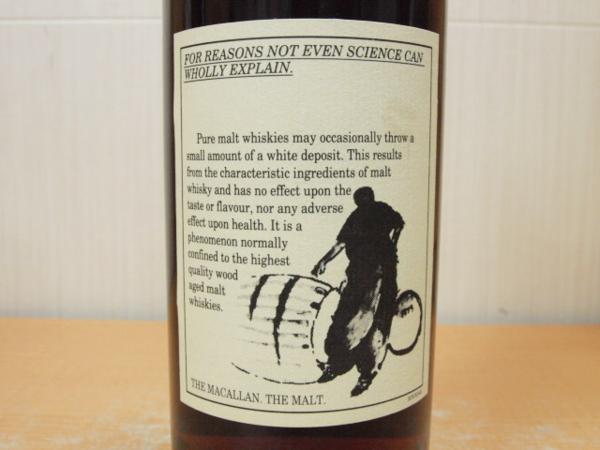 FOR REASONS NOT EVEN SCIENCE CAN
WHOLLY EXPLAIN.
Pure malt whiskies may occasionally throw a
small amount of a white deposit. This results
from the characteristic ingredients of malt
whisky and has no effect upon the
taste or flavour, nor any adverse
effect upon health. It is a
phenomenon normally
confined to the highest
quality wood
aged malt
whiskies.
THE MACALLAN. THE MALT.